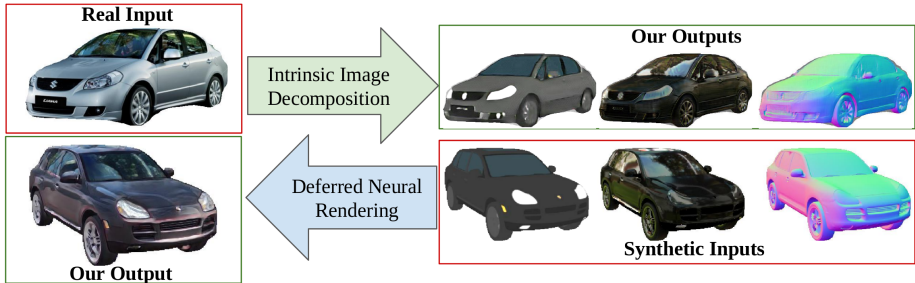 Real Input
Intrinsic Image
Decomposition
Our Outputs
Deferred Neural
Rendering
Our Output
Synthetic Inputs